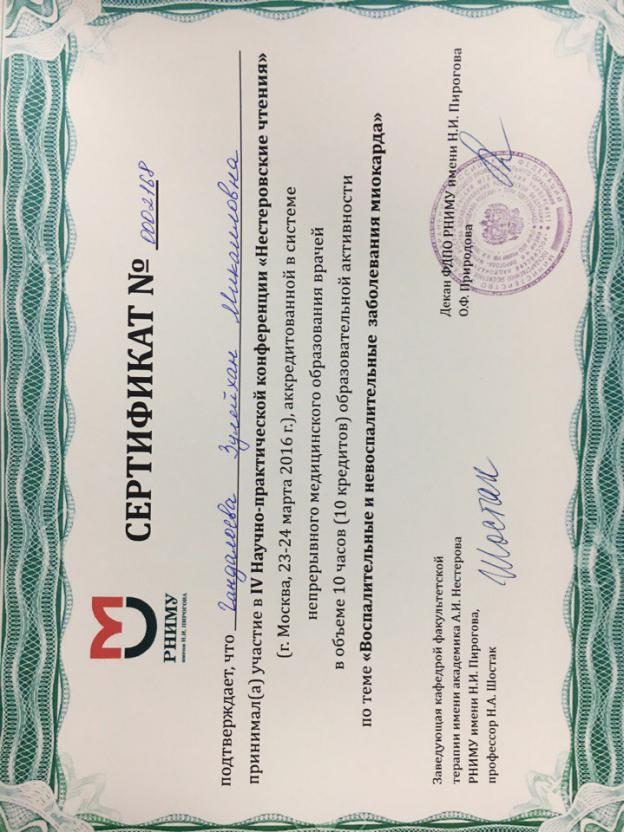 РНИМУ
имени Н.И. ПИРОГОВА
СЕРТИФИКАТ № 0002168
подтверждает, что Гандалоева Зулейхан Микаиловна
принимал(а) участие в IV Научно-практической конференции «Нестеровские чтения»
(г. Москва, 23-24 марта 2016 г.), аккредитованной в системе
непрерывного медицинского образования врачей
в объеме 10 часов (10 кредитов) образовательной активности
по теме «Воспалительные и невоспалительные заболевания миокарда»
Заведующая кафедрой факультетской
терапии имени академика А.И. Нестерова
РНИМУ имени Н.И. Пирогова,
профессор Н.А. Шостак
Шостак
Декан ФДПО РНИМУ имени Н.И. Пирогова
О.Ф. Природова